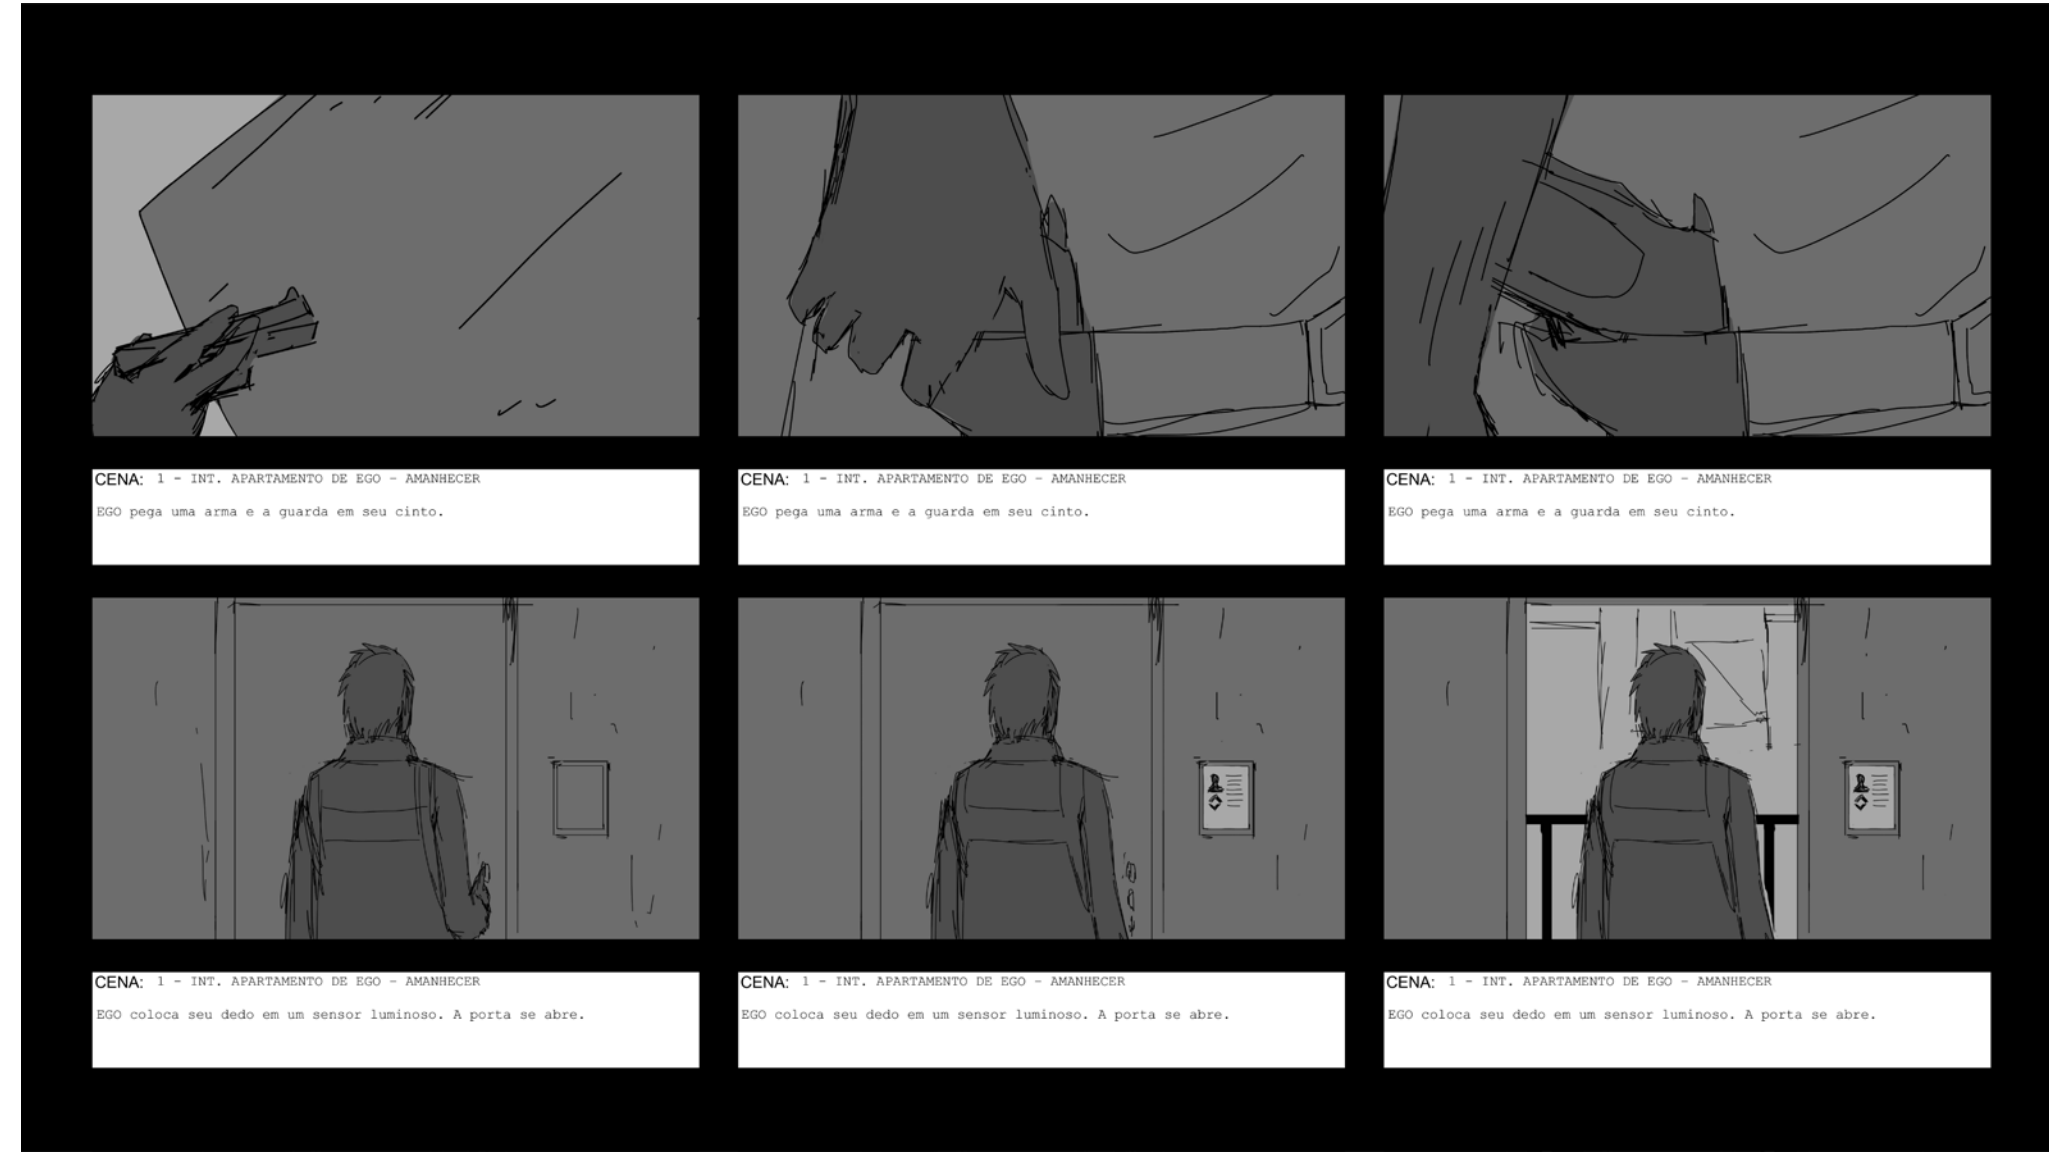 CENA: 1 - INT. APARTAMENTO DE EGO - AMANHECER
EGO pega uma arma e a guarda em seu cinto.
CENA: 1 - INT. APARTAMENTO DE EGO - AMANHECER
EGO pega uma arma e a guarda em seu cinto.
CENA: 1 - INT. APARTAMENTO DE EGO - AMANHECER
EGO pega uma arma e a guarda em seu cinto.
CENA: 1 - INT. APARTAMENTO DE EGO - AMANHECER
EGO coloca seu dedo em um sensor luminoso. A porta se abre.
CENA: 1 - INT. APARTAMENTO DE EGO - AMANHECER
EGO coloca seu dedo em um sensor luminoso. A porta se abre.
CENA: 1 - INT. APARTAMENTO DE EGO - AMANHECER
EGO coloca seu dedo em um sensor luminoso. A porta se abre.